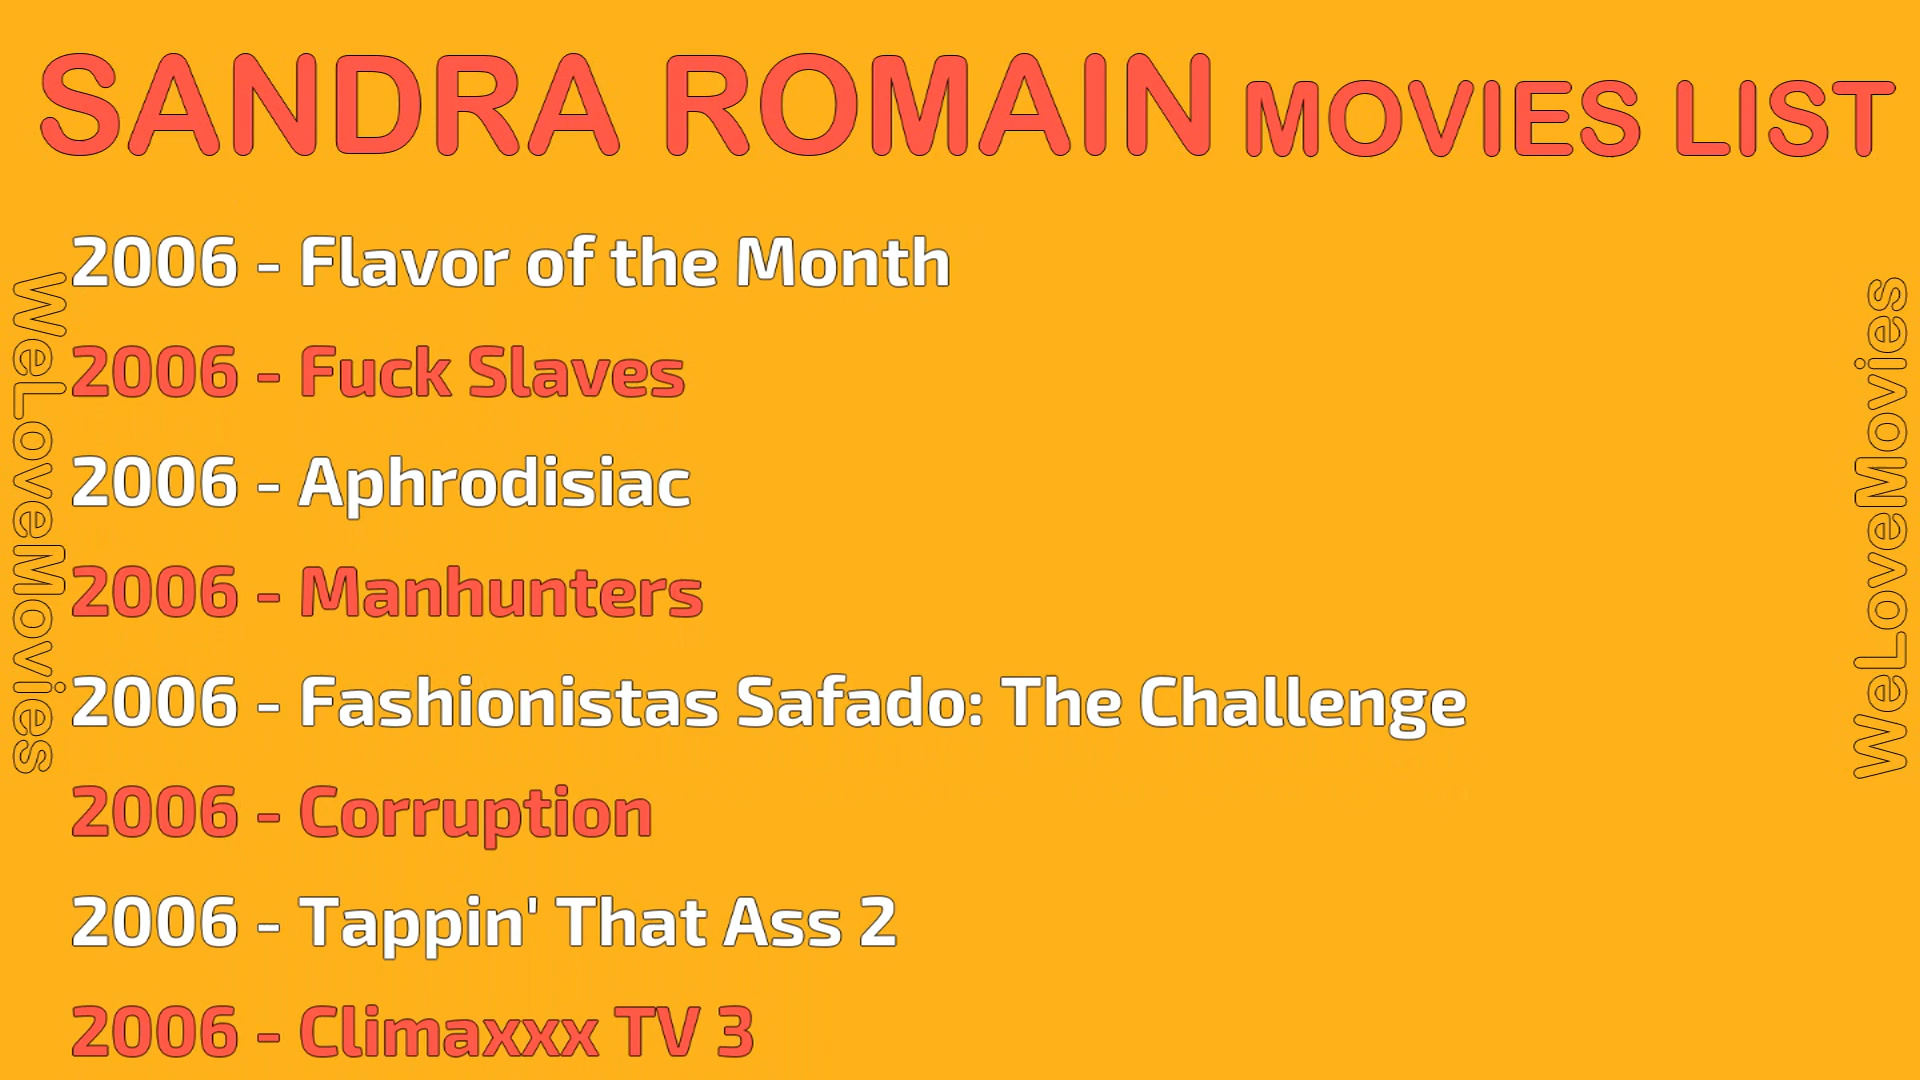 SANDRA ROMAIN MOVIES LIST
2006 - Flavor of the Month
2006 - Fuck Slaves
2006 - Aphrodisiac
2006 - Manhunters
2006 - Fashionistas Safado: The Challenge
2006 - Corruption
2006 - Tappin' That Ass 2
2006 - Climaxxx TV 3
WeLoveMovies
WeLoveMovies